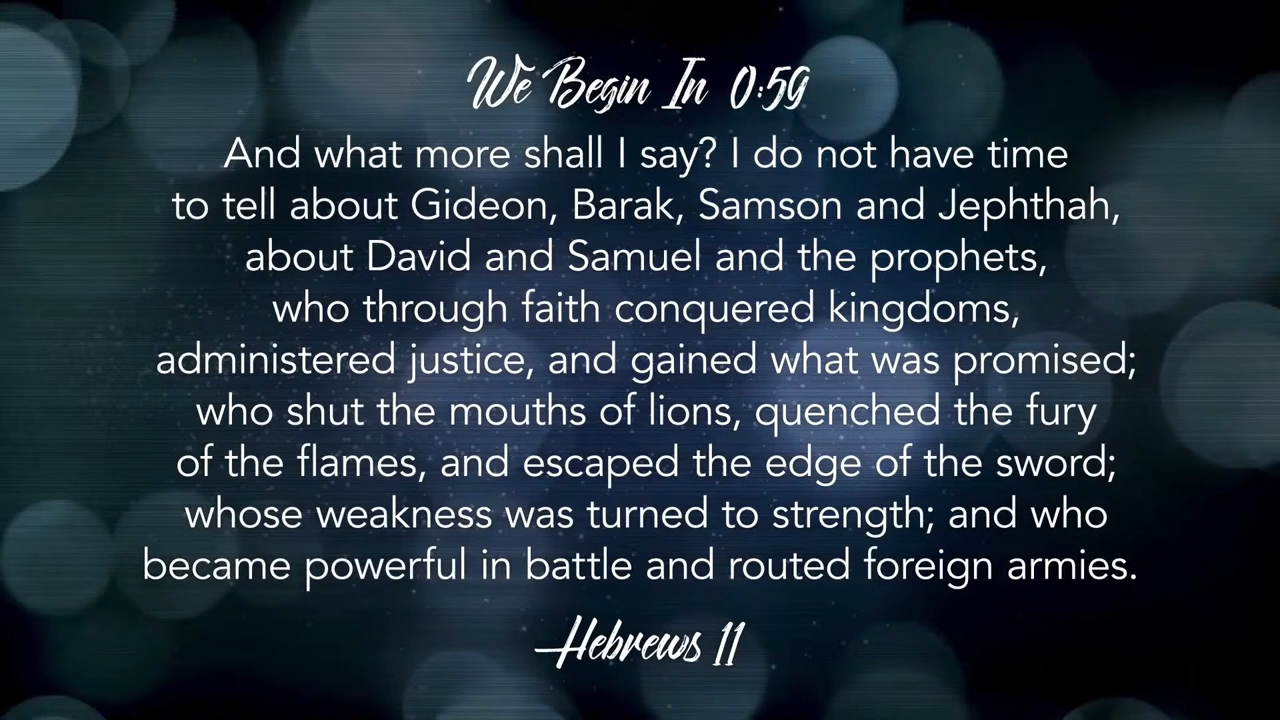 We Begin In 0:59
And what more shall I say? I do not have time
to tell about Gideon, Barak, Samson and Jephthah,
about David and Samuel and the prophets,
who through faith conquered kingdoms,
administered justice, and gained what was promised;
who shut the mouths of lions, quenched the fury
of the flames, and escaped the edge of the sword;
whose weakness was turned to strength; and who
became powerful in battle and routed foreign armies.
Hebrews 11